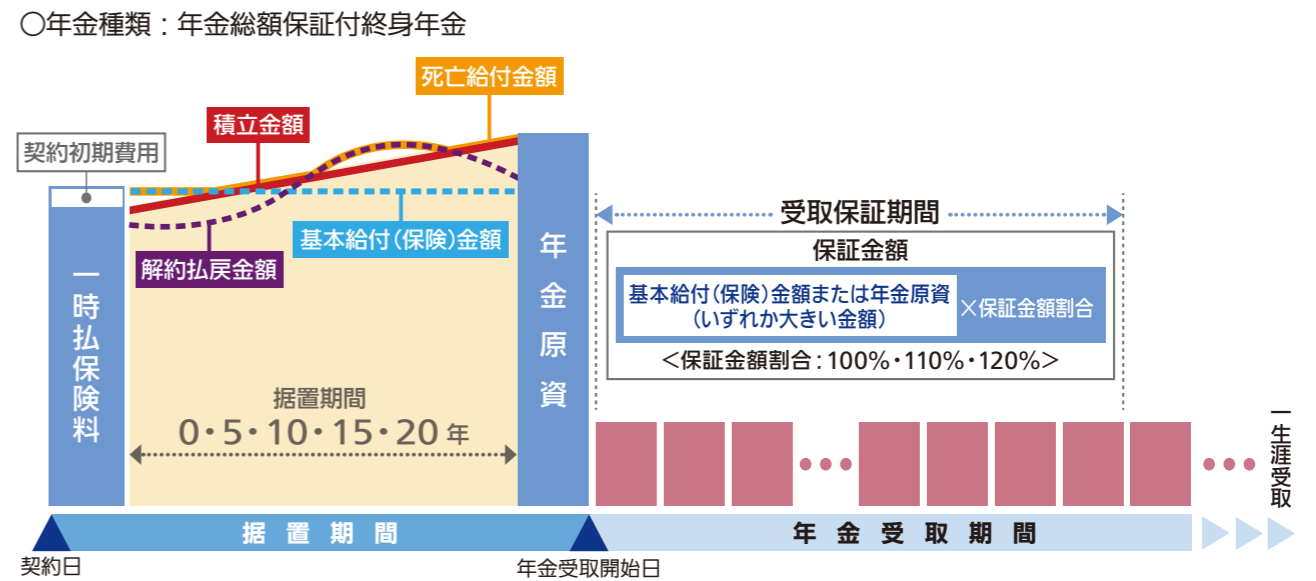 〇年金種類：年金総額保証付終身年金
死亡給付金額
積立金額
契約初期費用
基本給付(保険)金額
解約払戻金額
一時払保険料
据置期間
0・5・10・15・20 年
年金原資
受取保証期間
保証金額
基本給付(保険)金額または年金原資
(いずれか大きい金額)
×保証金額割合
＜保証金額割合：100%・110%・120%＞
一生涯受取
据置期間
年金受取期間
契約日
年金受取開始日